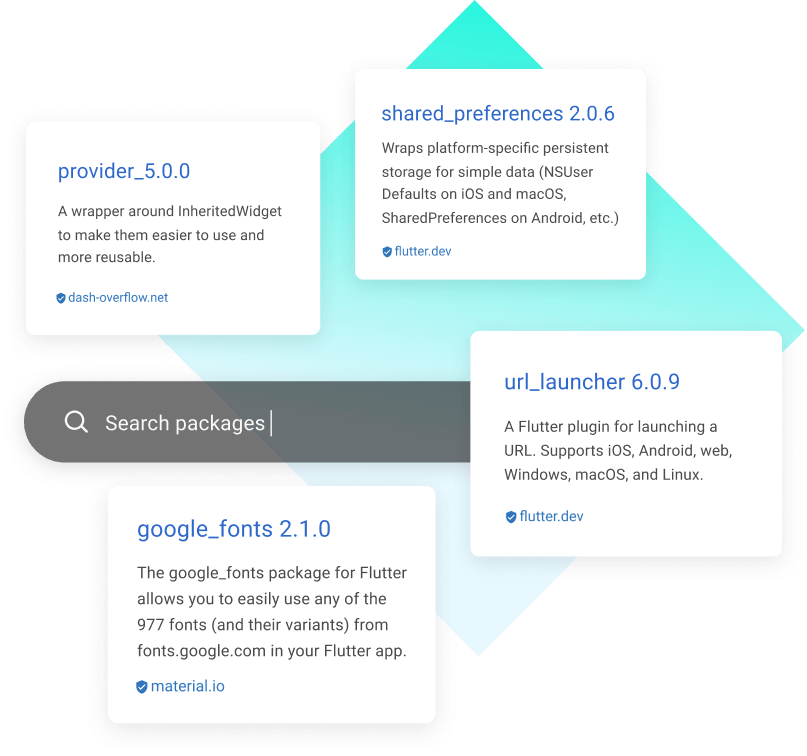 shared_preferences 2.0.6
Wraps platform-specific persistent
storage for simple data (NSUser
Defaults on iOS and macOS,
SharedPreferences on Android, etc.)
flutter.dev
provider_5.0.0
A wrapper around InheritedWidget
to make them easier to use and
more reusable.
dash-overflow.net
url_launcher 6.0.9
A Flutter plugin for launching a
URL. Supports iOS, Android, web,
Windows, macOS, and Linux.
flutter.dev
Search packages
google_fonts 2.1.0
The google_fonts package for Flutter
allows you to easily use any of the
977 fonts (and their variants) from
fonts.google.com in your Flutter app.
material.io